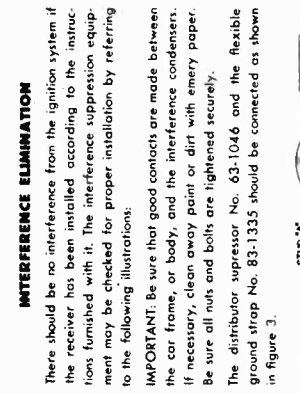 INTERFERENCE ELIMINATION
There should be no interference from the ignition system if
the receiver has been installed according to the instruc-
tions furnished with it. The interference suppression equip-
ment may be checked for proper installation by referring
to the following illustrations:
IMPORTANT: Be sure that good contacts are made between
the car frame, or body, and the interference condensers.
If necessary, clean away paint or dirt with emery paper.
Be sure all nuts and bolts are tightened securely.
The distributor supressor No. 63-1046 and the flexible
ground strap No. 83-1335 should be connected as shown
in figure 3.